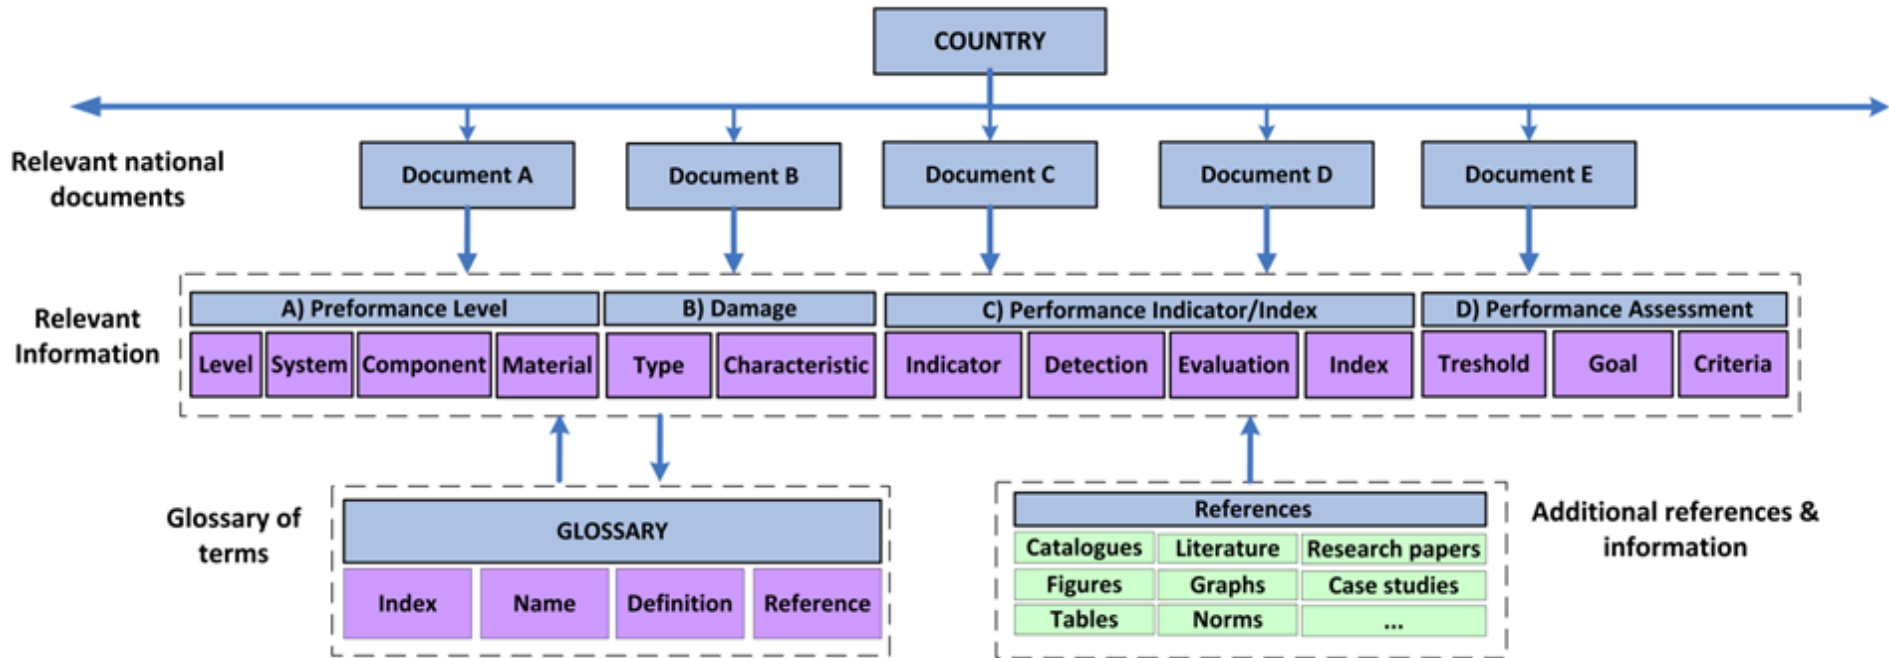 COUNTRY
Relevant national
documents
Document A
Document B
Document C
Document D
Document E
Relevant
Information
A) Preformance Level
B) Damage
C) Performance Indicator/Index
D) Performance Assessment
Level
System
Component
Material
Type
Characteristic
Indicator
Detection
Evaluation
Index
Treshold
Goal
Criteria
Glossary of
terms
GLOSSARY
Index
Name
Definition
Reference
References
Catalogues
Literature
Research papers
Figures
Graphs
Case studies
Tables
Norms
...
Additional references &
information